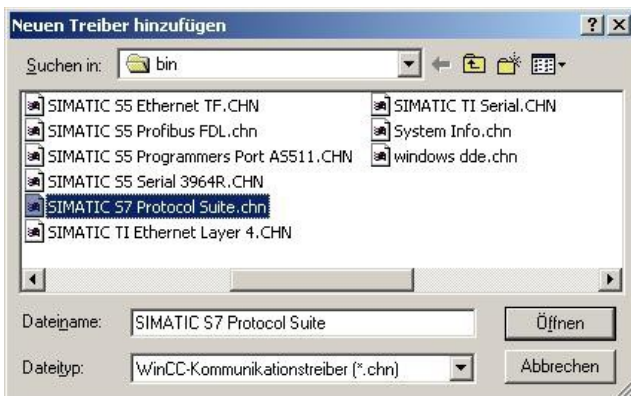 Neuen Treiber hinzufügen
Suchen in: bin
SIMATIC S5 Ethernet TF.CHN
SIMATIC S5 Profibus FDL.chn
SIMATIC S5 Programmers Port AS511.CHN
SIMATIC S5 Serial 3964R.CHN
SIMATIC S7 Protocol Suite.chn
SIMATIC TI Ethernet Layer 4.CHN
SIMATIC TI Serial.CHN
System Info.chn
windows dde.chn
Dateiname: SIMATIC S7 Protocol Suite Öffnen
Dateityp: WinCC-Kommunikationstreiber (*.chn) Abbrechen